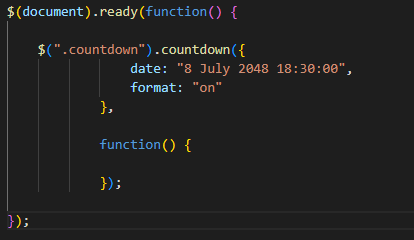 $(document).ready(function() {
$(".countdown").countdown({
date: "8 July 2048 18:30:00",
format: "on"
},
function() {
});
});